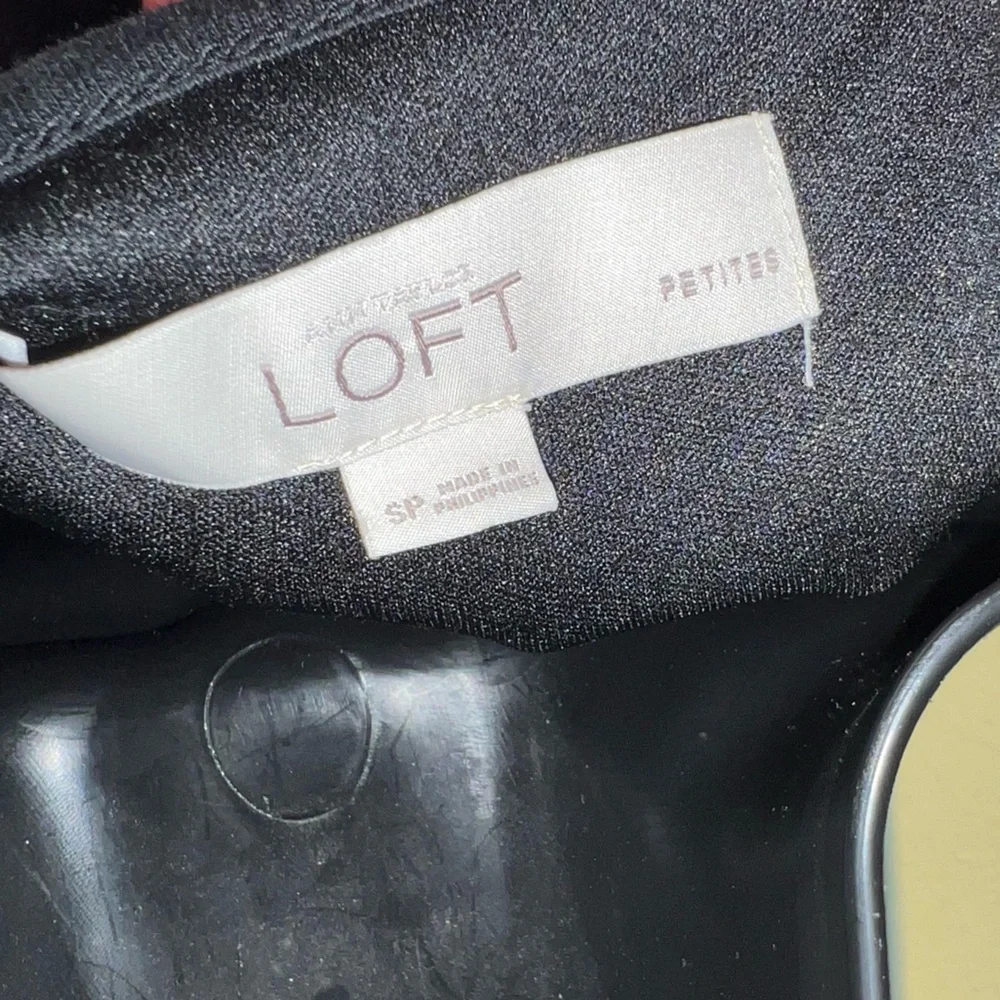 ANN TAYLOR
LOFT
PETITES
SP
MADE IN
PHILIPPINES